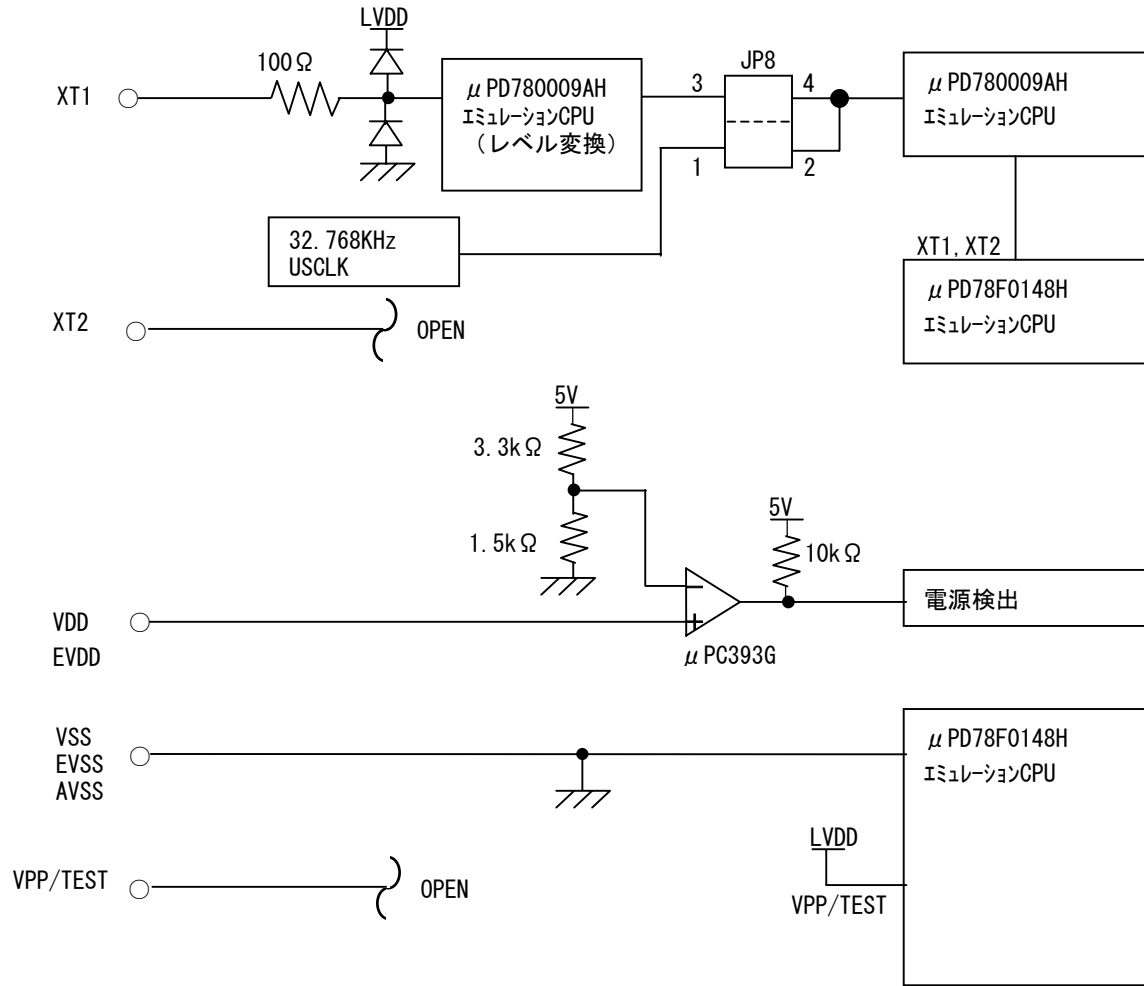 LVDD
100Ω
XT1
μPD780009AH
エミュレーションCPU
(レベル変換)
JP8
3
4
1
2
μPD780009AH
エミュレーションCPU
32.768KHz
USCLK
XT1, XT2
μPD78F0148H
エミュレーションCPU
XT2
OPEN
5V
3.3kΩ
1.5kΩ
5V
10kΩ
−
+
μPC393G
電源検出
VDD
EVDD
VSS
EVSS
AVSS
μPD78F0148H
エミュレーションCPU
LVDD
VPP/TEST
VPP/TEST
OPEN